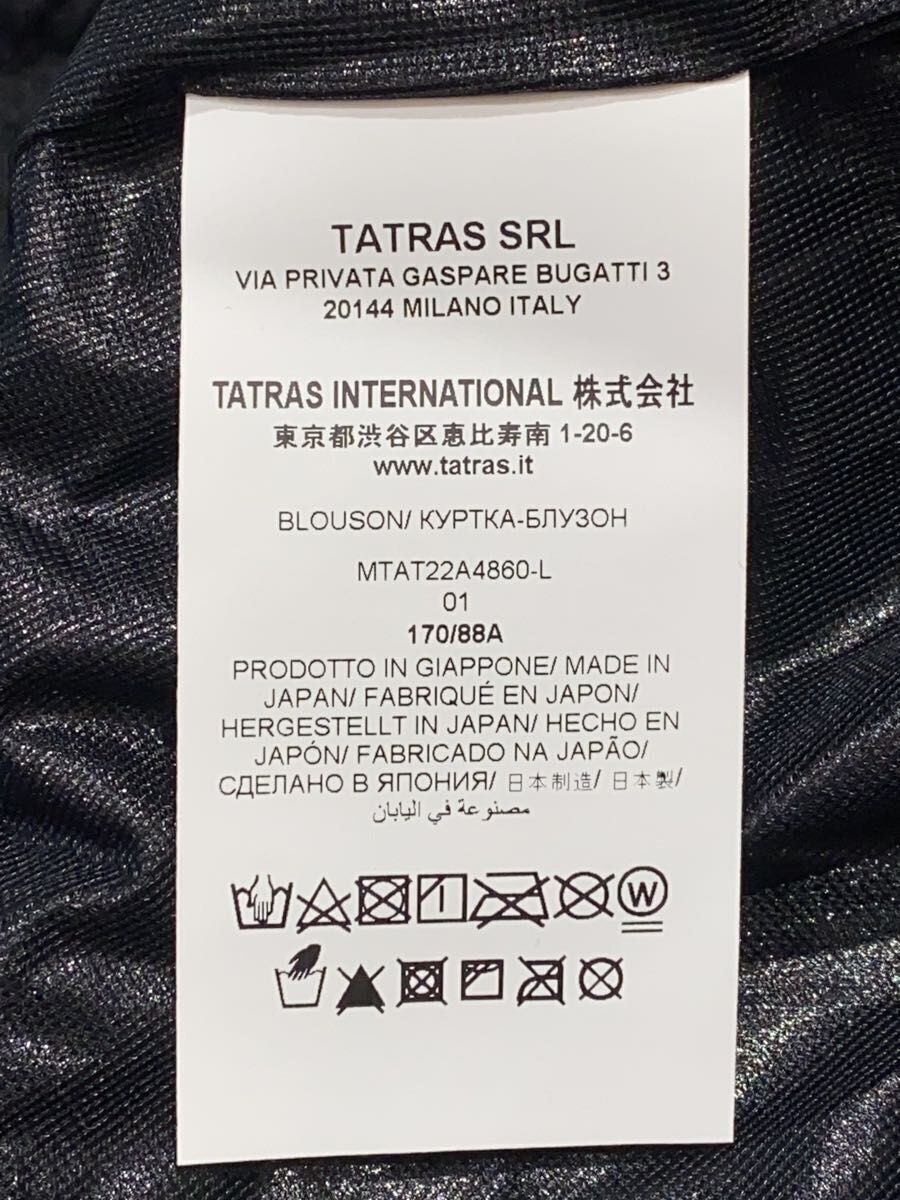 TATRAS SRL
VIA PRIVATA GASPARE BUGATTI 3
20144 MILANO ITALY
TATRAS INTERNATIONAL 株式会社
東京都渋谷区恵比寿南 1-20-6
www.tatras.it
BLOUSON/ КУРТКА-БЛУЗОН
MTAT22A4860-L
01
170/88A
PRODOTTO IN GIAPPONE/ MADE IN
JAPAN/ FABRIQUÉ EN JAPON/
HERGESTELLT IN JAPAN/ HECHO EN
JAPÓN/ FABRICADO NA JAPÃO/
СДЕЛАНО В ЯПОНИЯ/ 日本制造/ 日本製/
مصنوعة في اليابان
W